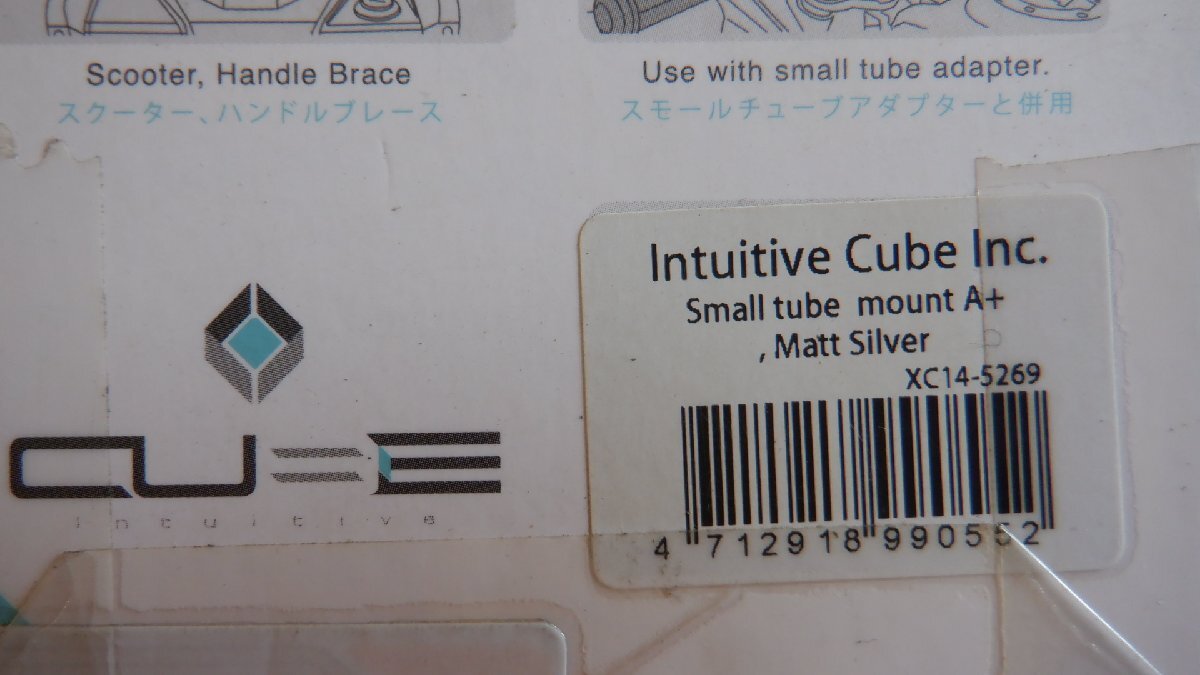 Scooter, Handle Brace
スクーター、ハンドルブレース
Use with small tube adapter.
スモールチューブアダプターと併用
CUBE
intuitive
Intuitive Cube Inc.
Small tube mount A+
, Matt Silver
XC14-5269
4 712918 990552